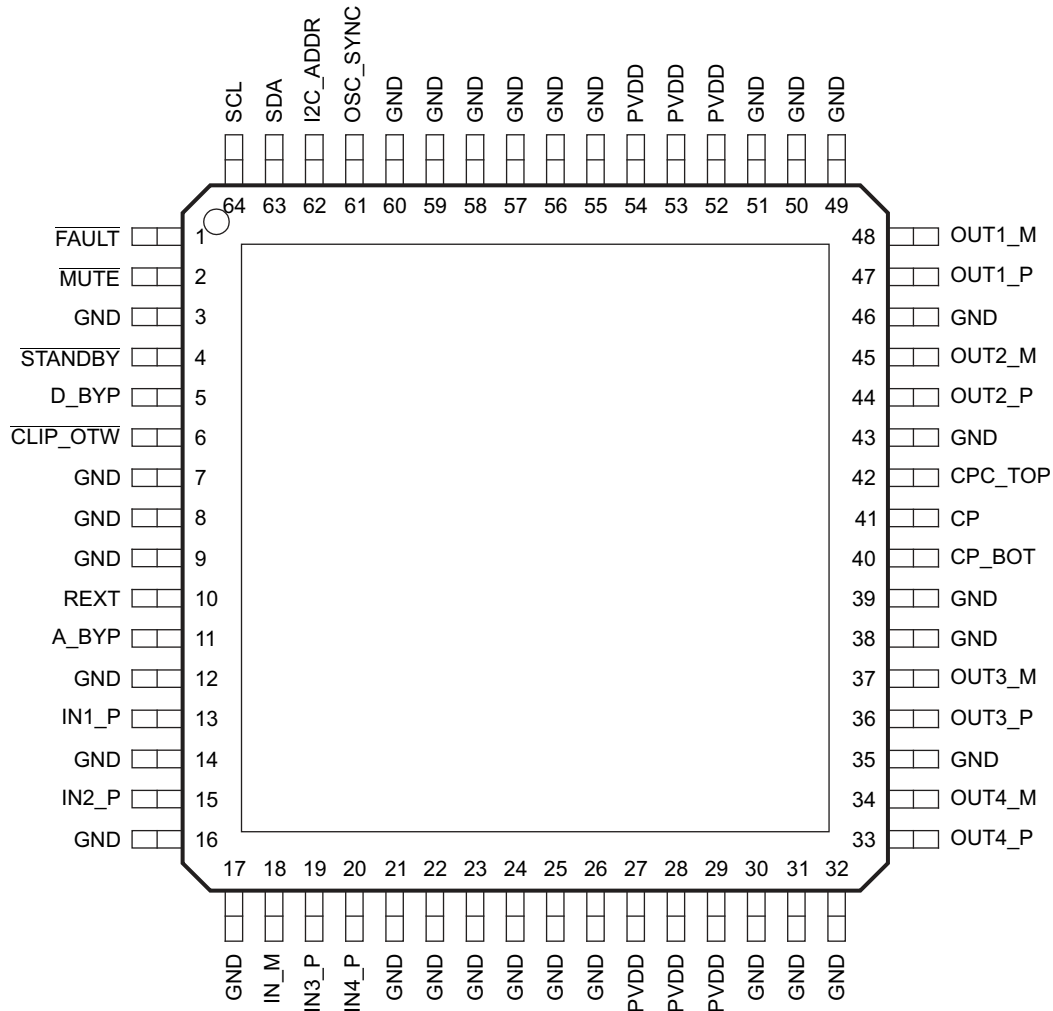 SCL
SDA
I2C_ADDR
OSC_SYNC
GND
GND
GND
GND
GND
GND
PVDD
PVDD
PVDD
GND
GND
GND
64 63 62 61 60 59 58 57 56 55 54 53 52 51 50 49
FAULT 1 48 OUT1_M
MUTE 2 47 OUT1_P
GND 3 46 GND
STANDBY 4 45 OUT2_M
D_BYP 5 44 OUT2_P
CLIP_OTW 6 43 GND
GND 7 42 CPC_TOP
GND 8 41 CP
GND 9 40 CP_BOT
REXT 10 39 GND
A_BYP 11 38 GND
GND 12 37 OUT3_M
IN1_P 13 36 OUT3_P
GND 14 35 GND
IN2_P 15 34 OUT4_M
GND 16 33 OUT4_P
17 18 19 20 21 22 23 24 25 26 27 28 29 30 31 32
GND
IN_M
IN3_P
IN4_P
GND
GND
GND
GND
GND
GND
PVDD
PVDD
PVDD
GND
GND
GND